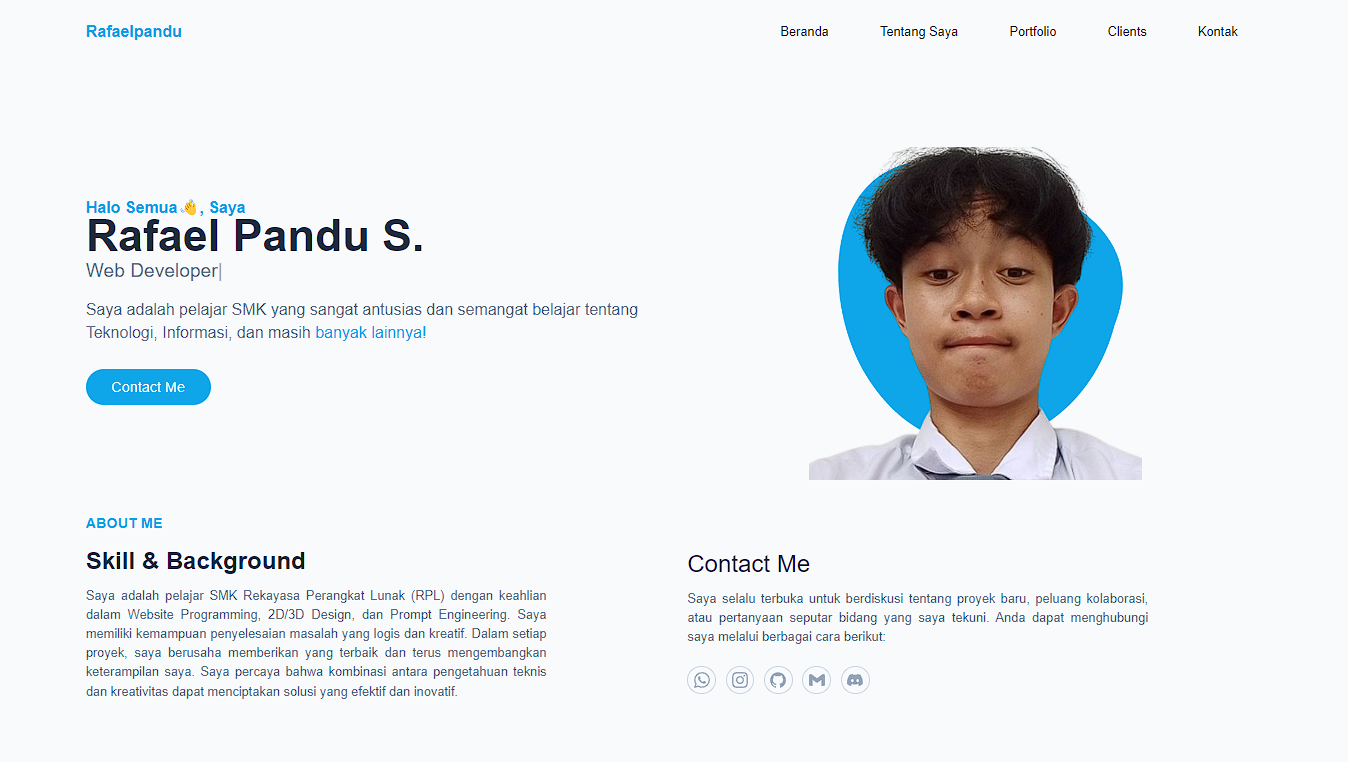 Rafaelpandu
Beranda
Tentang Saya
Portfolio
Clients
Kontak
Halo Semua👋, Saya
Rafael Pandu S.
Web Developer|
Saya adalah pelajar SMK yang sangat antusias dan semangat belajar tentang
Teknologi, Informasi, dan masih banyak lainnya!
Contact Me
ABOUT ME
Skill & Background
Saya adalah pelajar SMK Rekayasa Perangkat Lunak (RPL) dengan keahlian
dalam Website Programming, 2D/3D Design, dan Prompt Engineering. Saya
memiliki kemampuan penyelesaian masalah yang logis dan kreatif. Dalam setiap
proyek, saya berusaha memberikan yang terbaik dan terus mengembangkan
keterampilan saya. Saya percaya bahwa kombinasi antara pengetahuan teknis
dan kreativitas dapat menciptakan solusi yang efektif dan inovatif.
Contact Me
Saya selalu terbuka untuk berdiskusi tentang proyek baru, peluang kolaborasi,
atau pertanyaan seputar bidang yang saya tekuni. Anda dapat menghubungi
saya melalui berbagai cara berikut: